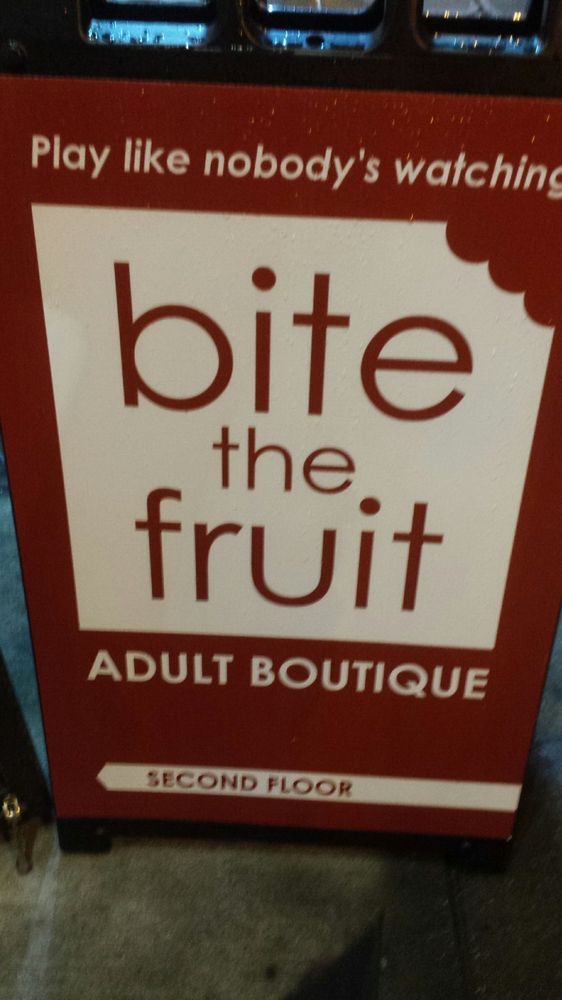 Play like nobody's watching
bite
the
fruit
ADULT BOUTIQUE
SECOND FLOOR